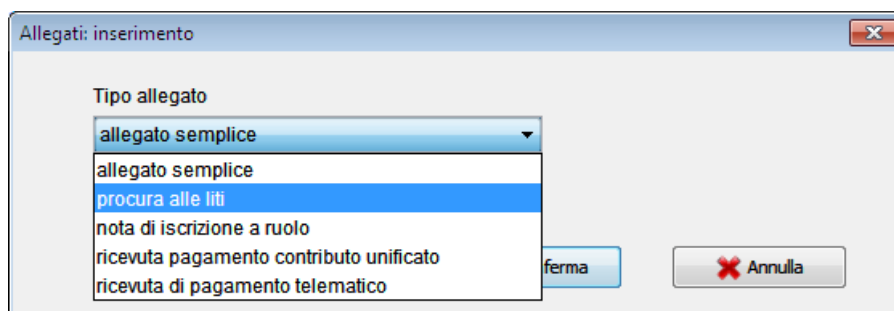 Allegati: inserimento
Tipo allegato
allegato semplice
allegato semplice
procura alle liti
nota di iscrizione a ruolo
ricevuta pagamento contributo unificato
ricevuta di pagamento telematico
ferma
Annulla